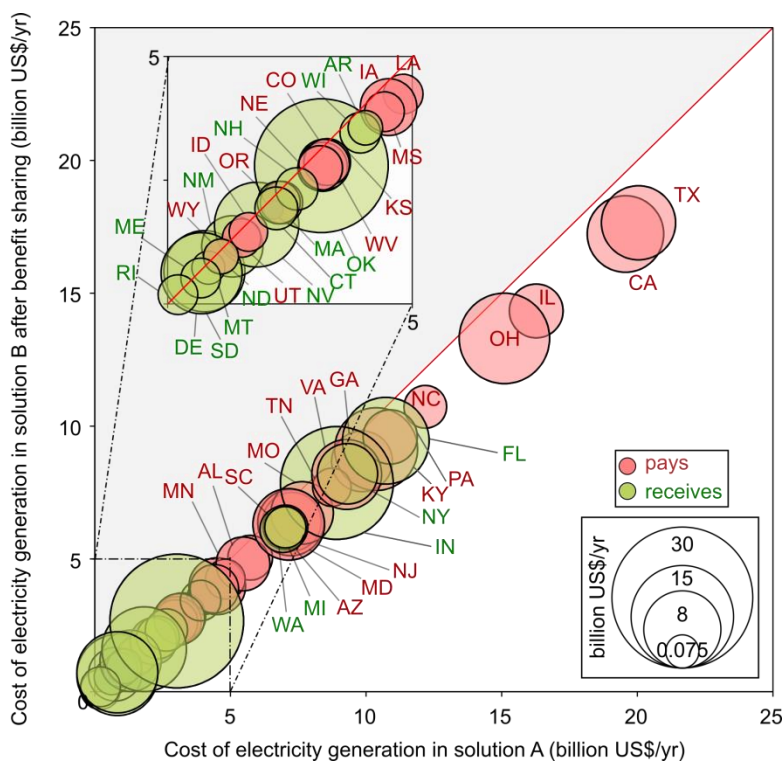 Cost of electricity generation in solution B after benefit sharing (billion US$/yr)
25
20
15
10
5
0
5
AR
LA
IA
CO
WI
NE
NH
ID
OR
NM
WY
ME
RI
MS
KS
WV
OK
MA
CT
NV
UT
ND
MT
SD
DE
5
TX
CA
IL
OH
NC
GA
VA
TN
MO
SC
AL
MN
FL
PA
KY
NY
IN
NJ
MD
AZ
MI
WA
pays
receives
billion US$/yr
30
15
8
0.075
5
10
15
20
25
Cost of electricity generation in solution A (billion US$/yr)